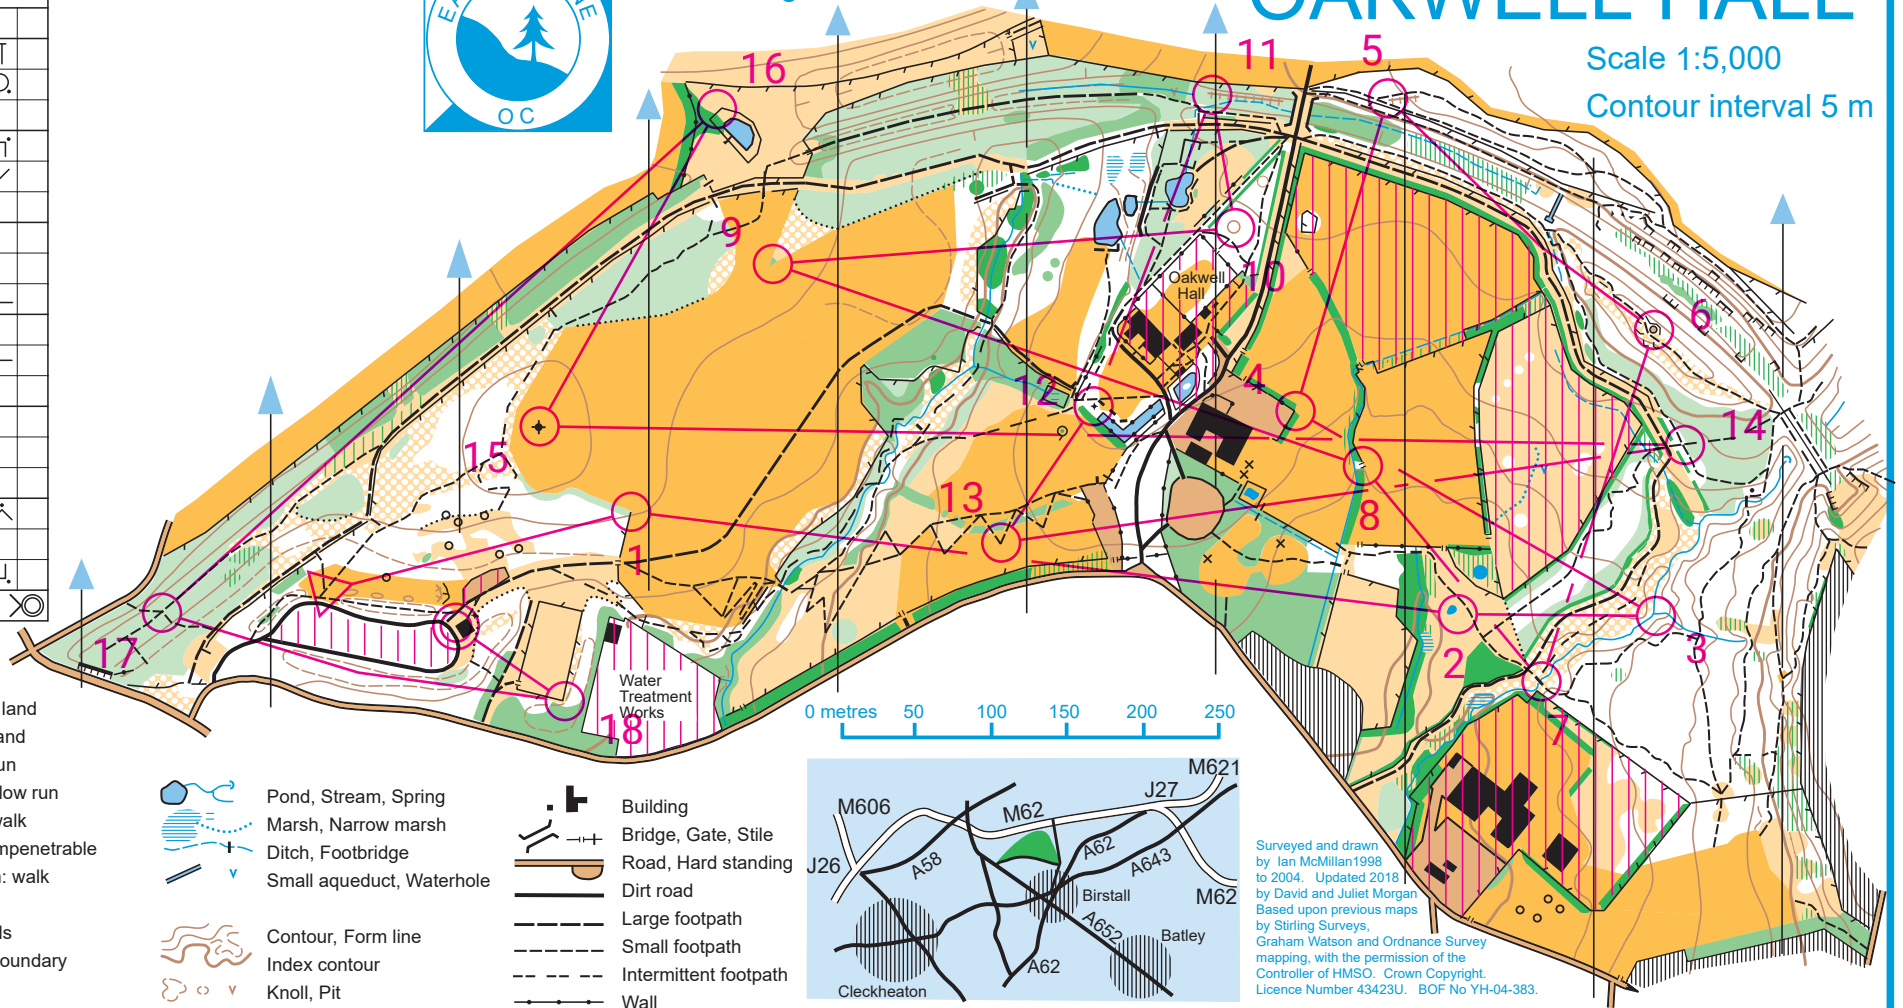 OAKWELL HALL
Scale 1:5,000
Contour interval 5 m
OC
16
11
5
9
10
6
Oakwell
Hall
12
4
14
15
13
8
1
17
2
3
7
18
Water
Treatment
Works
0 metres 50 100 150 200 250
land
Pond, Stream, Spring
Marsh, Narrow marsh
Ditch, Footbridge
Small aqueduct, Waterhole
Contour, Form line
Index contour
Knoll, Pit
Building
Bridge, Gate, Stile
Road, Hard standing
Dirt road
Large footpath
Small footpath
Intermittent footpath
Wall
low run
walk
impenetrable
: walk
M621
J27
M606
M62
A62
J26
A58
A643
M62
Birstall
A652
Batley
A62
Cleckheaton
Surveyed and drawn
by Ian McMillan1998
to 2004. Updated 2018
by David and Juliet Morgan
Based upon previous maps
by Stirling Surveys,
Graham Watson and Ordnance Survey
mapping, with the permission of the
Controller of HMSO. Crown Copyright.
Licence Number 43423U. BOF No YH-04-383.